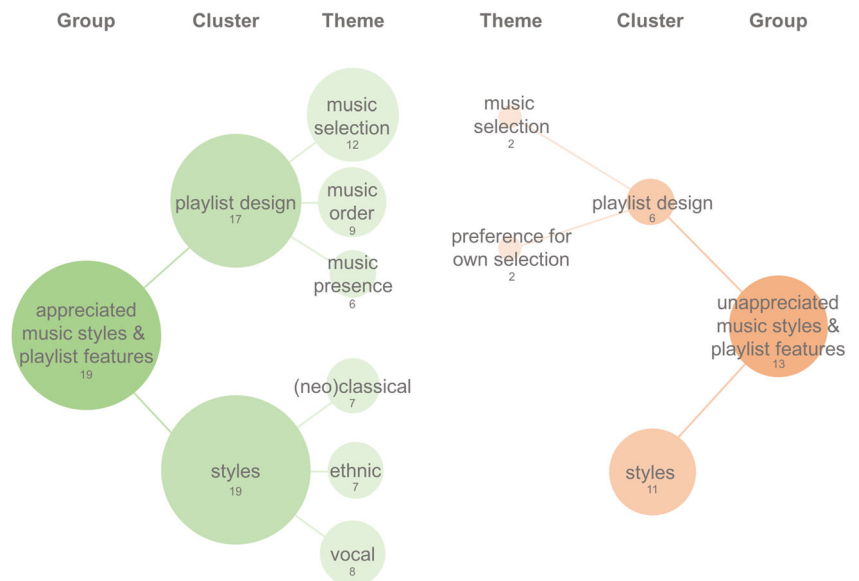 Group
Cluster
Theme
Theme
Cluster
Group
music
selection
12
playlist design
17
music
order
9
music
presence
6
appreciated
music styles &
playlist features
19
(neo)classical
7
styles
19
ethnic
7
vocal
8
music
selection
2
playlist design
6
preference for
own selection
2
unappreciated
music styles &
playlist features
13
styles
11